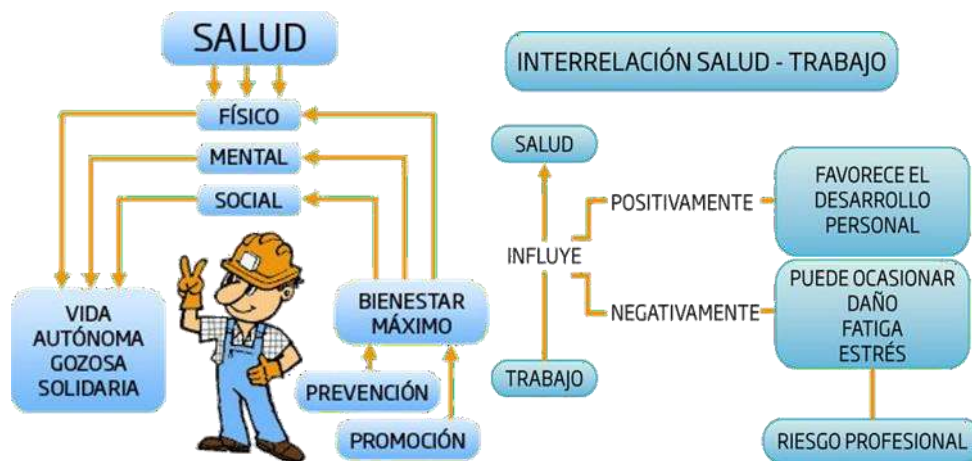 SALUD
FÍSICO
MENTAL
SOCIAL
VIDA
AUTÓNOMA
GOZOSA
SOLIDARIA
BIENESTAR
MÁXIMO
PREVENCIÓN
PROMOCIÓN
INTERRELACIÓN SALUD - TRABAJO
SALUD
INFLUYE
TRABAJO
POSITIVAMENTE
FAVORECE EL
DESARROLLO
PERSONAL
NEGATIVAMENTE
PUEDE OCASIONAR
DAÑO
FATIGA
ESTRÉS
RIESGO PROFESIONAL